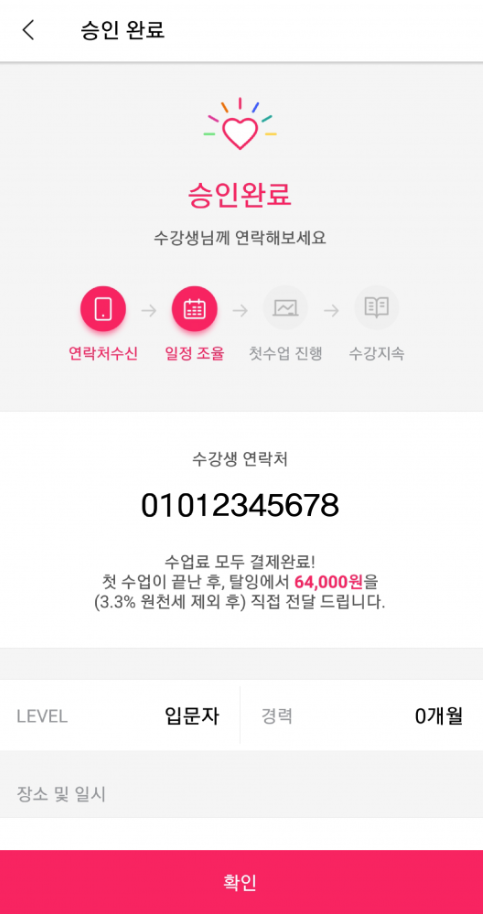 승인 완료
승인완료
수강생님께 연락해보세요
연락처수신 일정 조율 첫수업 진행 수강지속
수강생 연락처
01012345678
수업료 모두 결제완료!
첫 수업이 끝난 후, 탈잉에서 64,000원을
(3.3% 원천세 제외 후) 직접 전달 드립니다.
LEVEL 입문자 경력 0개월
장소 및 일시
확인